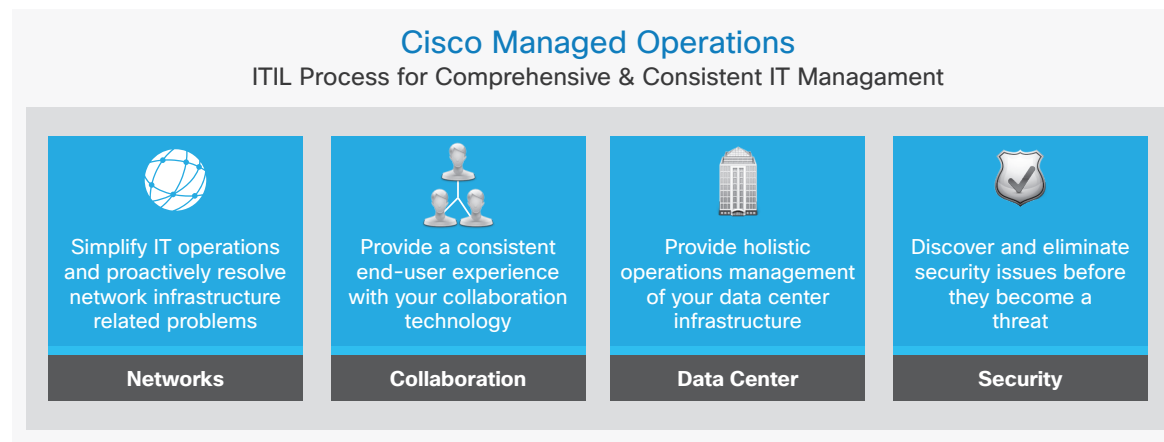 Cisco Managed Operations
ITIL Process for Comprehensive & Consistent IT Managament
Simplify IT operations
and proactively resolve
network infrastructure
related problems
Networks
Provide a consistent
end-user experience
with your collaboration
technology
Collaboration
Provide holistic
operations management
of your data center
infrastructure
Data Center
Discover and eliminate
security issues before
they become a
threat
Security